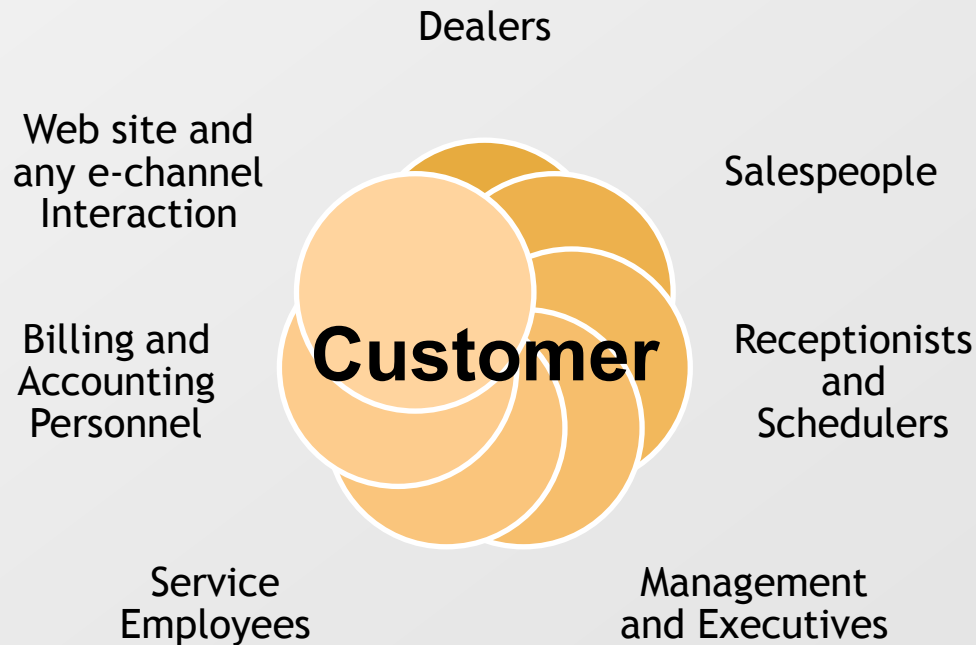 Dealers
Web site and
any e-channel
Interaction
Salespeople
Customer
Billing and
Accounting
Personnel
Receptionists
and
Schedulers
Service
Employees
Management
and Executives